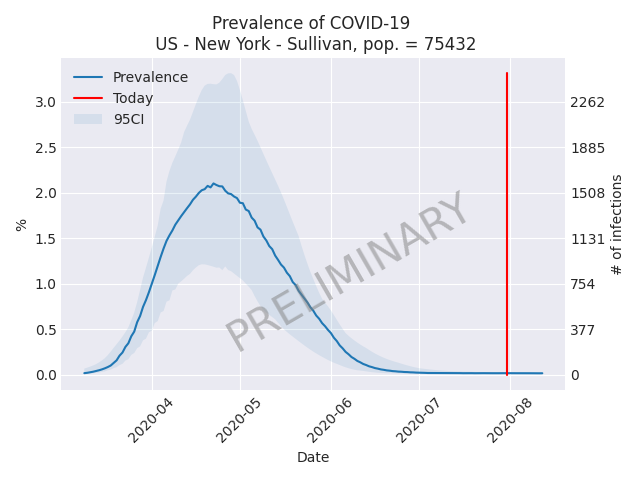 Prevalence of COVID-19
US - New York - Sullivan, pop. = 75432
Prevalence
Today
95CI
3.0
2.5
2.0
1.5
1.0
0.5
0.0
%
2262
1885
1508
1131
754
377
0
# of infections
PRELIMINARY
2020-04
2020-05
2020-06
2020-07
2020-08
Date